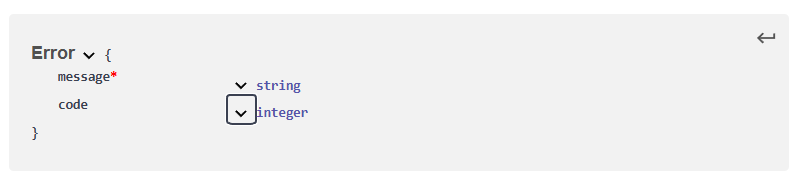 Error {
message* string
code integer
}